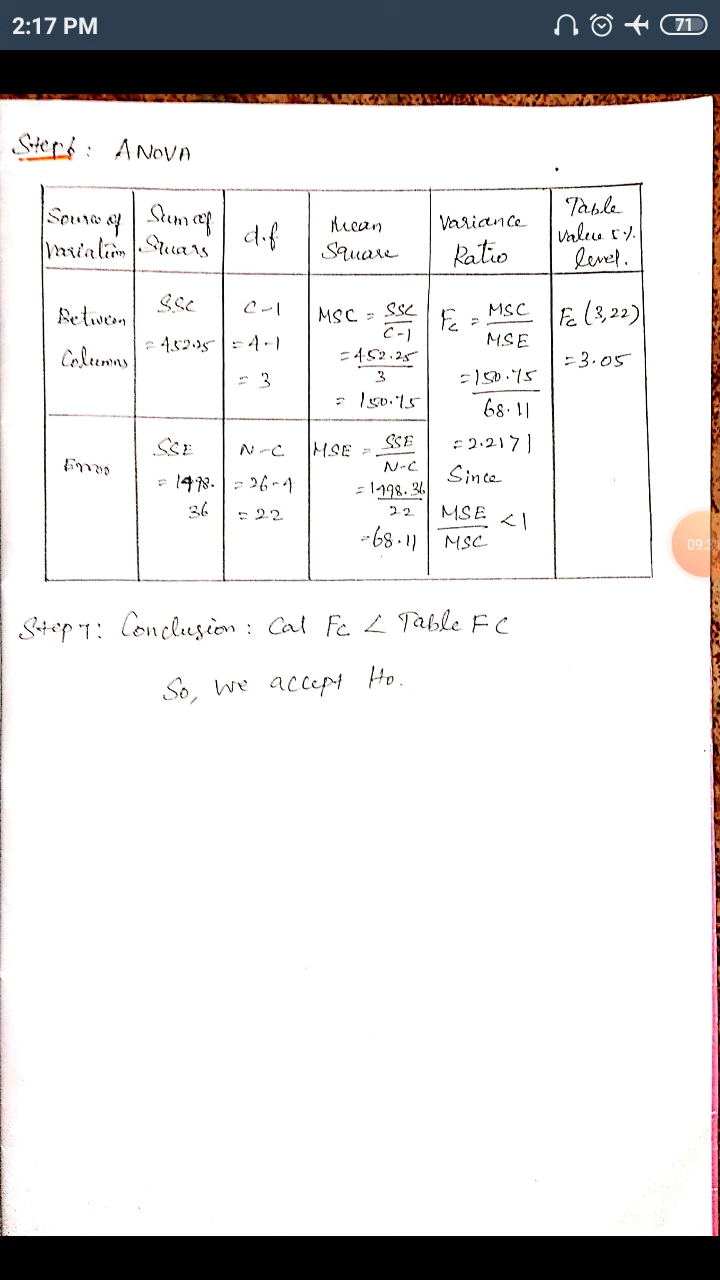 2:17 PM
71
Step 6 : ANOVA
Source of Variation
Sum of Squars
d.f
Mean Square
Variance Ratio
Table Value 5% level.
Between Columns
SSC
= 452.25
C-1
= 4-1
= 3
MSC = SSC / C-1
= 452.25 / 3
= 150.75
Fc = MSC / MSE
= 150.75 / 68.11
= 2.2171
Since
MSE / MSC < 1
Fc (3,22)
= 3.05
Error
SSE
= 1498.
36
N-C
= 26-4
= 22
MSE = SSE / N-C
= 1498.36 / 22
= 68.11
09:3
Step 7: Conclusion : Cal Fc < Table FC
So, we accept Ho.